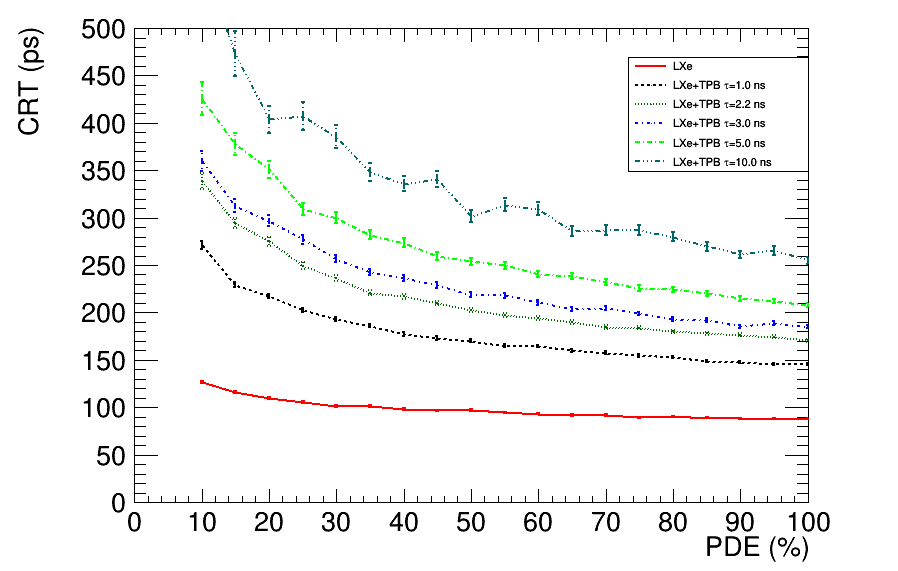 CRT (ps)
500
450
400
350
300
250
200
150
100
50
0
LXe
LXe+TPB τ=1.0 ns
LXe+TPB τ=2.2 ns
LXe+TPB τ=3.0 ns
LXe+TPB τ=5.0 ns
LXe+TPB τ=10.0 ns
0 10 20 30 40 50 60 70 80 90 100
PDE (%)